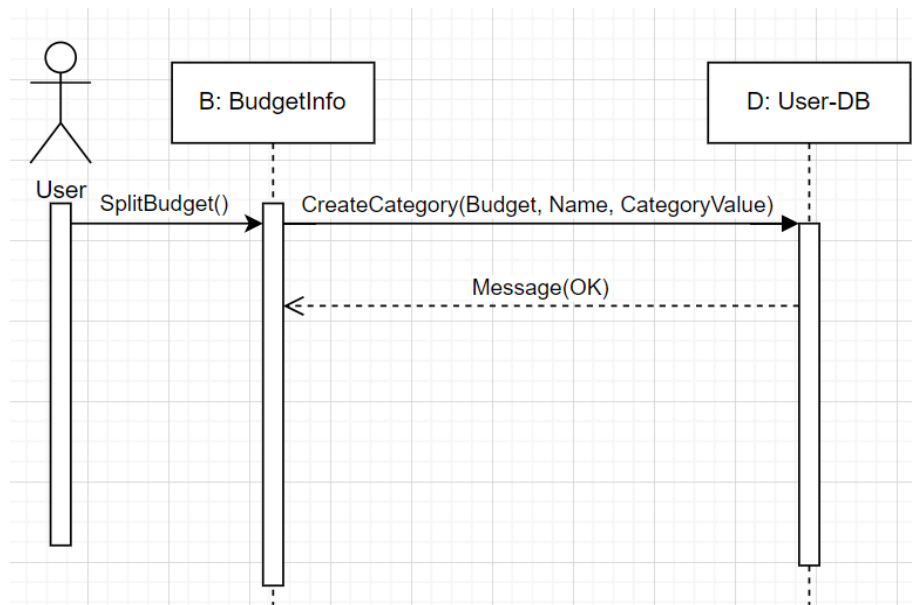 B: BudgetInfo
D: User-DB
User
SplitBudget()
CreateCategory(Budget, Name, CategoryValue)
Message(OK)